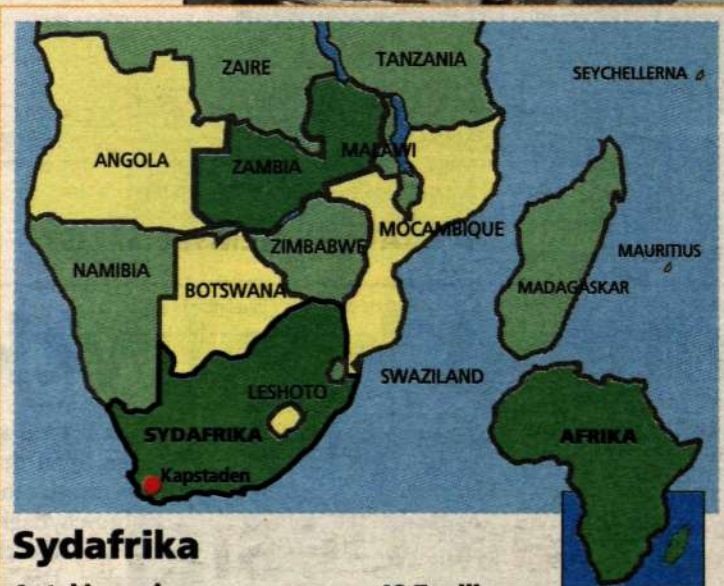 ZAIRE
TANZANIA
SEYCHELLERNA
ANGOLA
ZAMBIA
MALAWI
MOCAMBIQUE
ZIMBABWE
MAURITIUS
NAMIBIA
BOTSWANA
MADAGASKAR
SWAZILAND
LESHOTO
SYDAFRIKA
AFRIKA
Kapstaden
Sydafrika